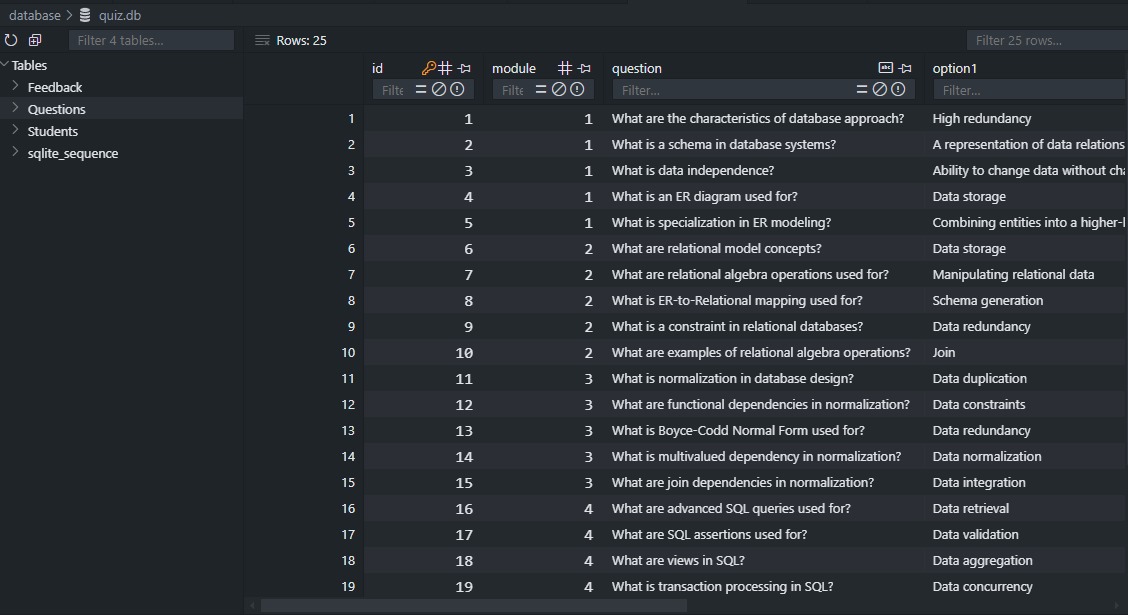 database > quiz.db
Filter 4 tables... Rows: 25 Filter 25 rows...
Tables
Feedback
Questions
Students
sqlite_sequence
id module question option1
Filte Filte Filter... Filter...
1 1 1 What are the characteristics of database approach? High redundancy
2 2 1 What is a schema in database systems? A representation of data relations
3 3 1 What is data independence? Ability to change data without cha
4 4 1 What is an ER diagram used for? Data storage
5 5 1 What is specialization in ER modeling? Combining entities into a higher-l
6 6 2 What are relational model concepts? Data storage
7 7 2 What are relational algebra operations used for? Manipulating relational data
8 8 2 What is ER-to-Relational mapping used for? Schema generation
9 9 2 What is a constraint in relational databases? Data redundancy
10 10 2 What are examples of relational algebra operations? Join
11 11 3 What is normalization in database design? Data duplication
12 12 3 What are functional dependencies in normalization? Data constraints
13 13 3 What is Boyce-Codd Normal Form used for? Data redundancy
14 14 3 What is multivalued dependency in normalization? Data normalization
15 15 3 What are join dependencies in normalization? Data integration
16 16 4 What are advanced SQL queries used for? Data retrieval
17 17 4 What are SQL assertions used for? Data validation
18 18 4 What are views in SQL? Data aggregation
19 19 4 What is transaction processing in SQL? Data concurrency